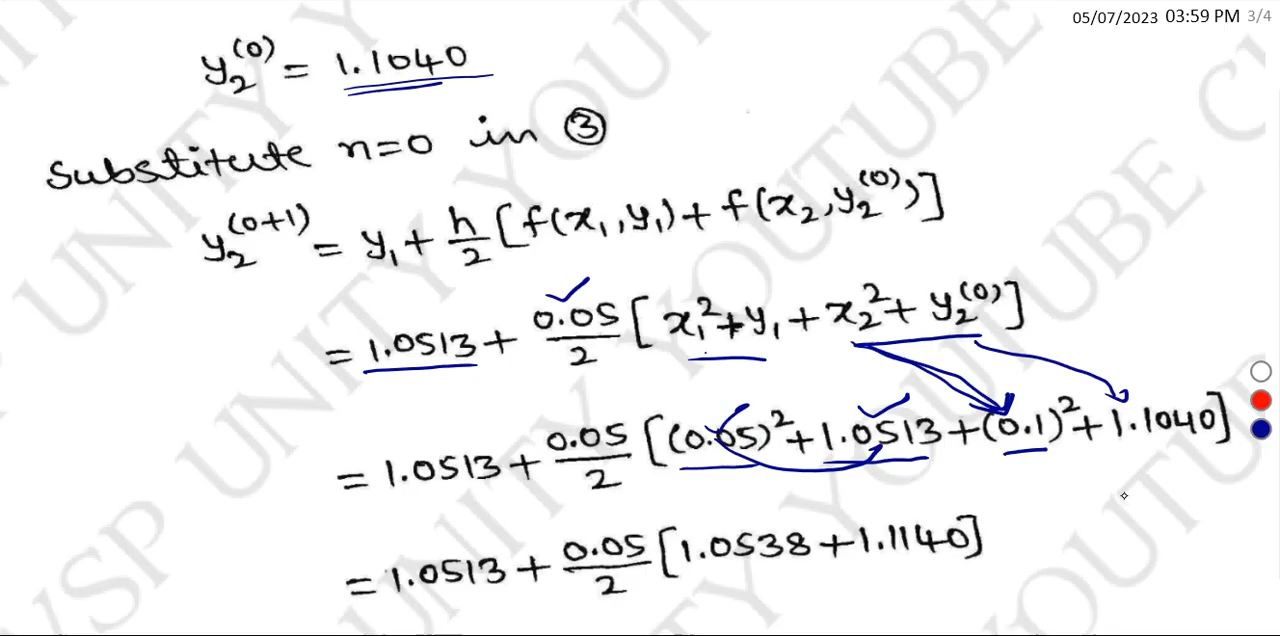 05/07/2023 03:59 PM 3/4
y₂⁽⁰⁾ = 1.1040
Substitute n=0 in ③
y₂⁽⁰⁺¹⁾ = y₁ + h/2 [f(x₁,y₁) + f(x₂,y₂⁽⁰⁾)]
= 1.0513 + 0.05/2 [x₁²+y₁ + x₂² + y₂⁽⁰⁾]
= 1.0513 + 0.05/2 [(0.05)² + 1.0513 + (0.1)² + 1.1040]
= 1.0513 + 0.05/2 [1.0538 + 1.1140]